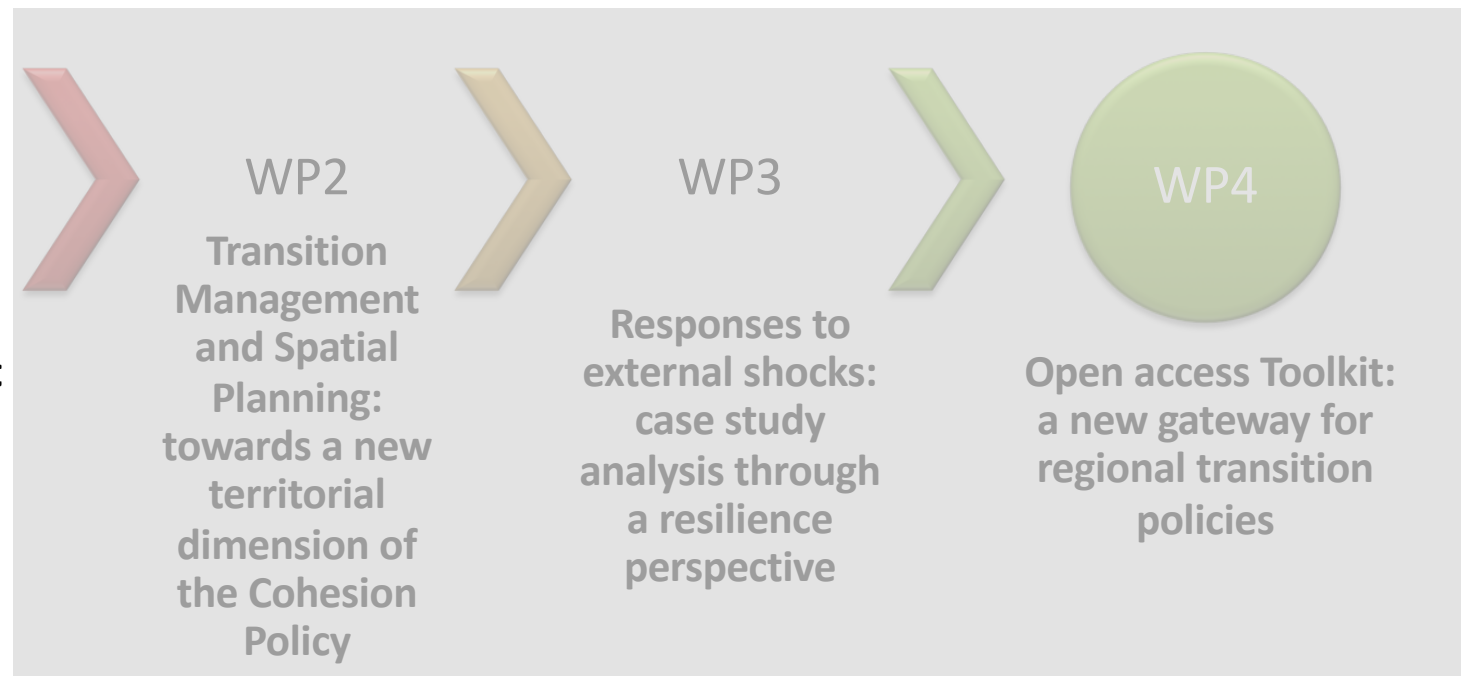 WP2
Transition
Management
and Spatial
Planning:
towards a new
territorial
dimension of
the Cohesion
Policy
WP3
Responses to
external shocks:
case study
analysis through
a resilience
perspective
WP4
Open access Toolkit:
a new gateway for
regional transition
policies